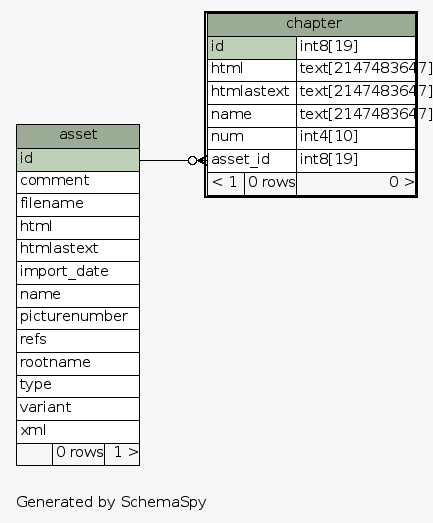 chapter
id int8[19]
html text[2147483647]
htmlastext text[2147483647]
name text[2147483647]
num int4[10]
asset_id int8[19]
< 1 0 rows 0 >
asset
id
comment
filename
html
htmlastext
import_date
name
picturenumber
refs
rootname
type
variant
xml
0 rows 1 >
Generated by SchemaSpy